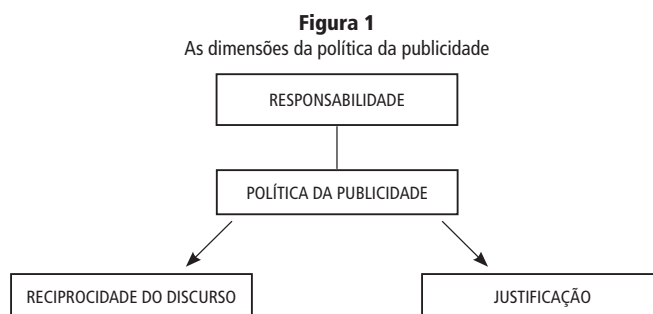 Figura 1
As dimensões da política da publicidade
RESPONSABILIDADE
POLÍTICA DA PUBLICIDADE
RECIPROCIDADE DO DISCURSO
JUSTIFICAÇÃO